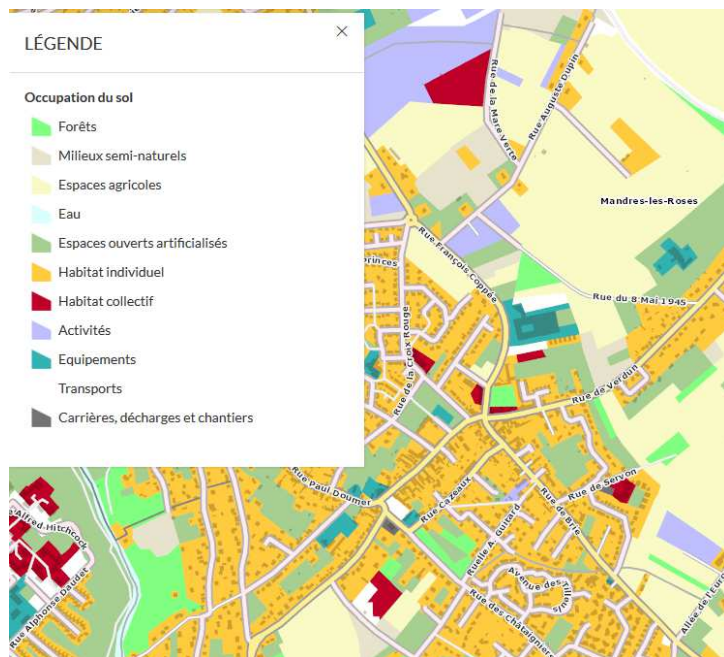 LÉGENDE
Occupation du sol
Forêts
Milieux semi-naturels
Espaces agricoles
Eau
Espaces ouverts artificialisés
Habitat individuel
Habitat collectif
Activités
Equipements
Transports
Carrières, décharges et chantiers
Rue de la Mare Verte
Rue Auguste Dupin
Mandres-les-Roses
Rue François Coppée
rinces
Rue du 8 Mai 1945
Rue de la Croix Rouge
Rue de Verdun
Rue Paul Doumer
Rue Cazeaux
Rue de Servon
Rue de Brie
Ruelle A. Guitard
Alfred-Hitchcock
Rue Alphonse Daudet
Avenue des Tilleuls
Rue des Châtaigniers
Allée de l'Euro